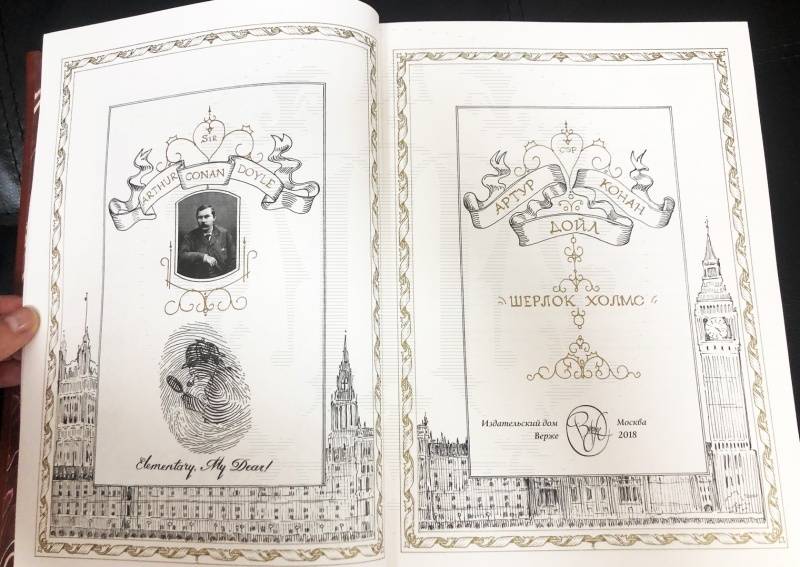 Sir
ARTHUR CONAN DOYLE
Elementary, My Dear!
СЭР
АРТУР КОНАН
ДОЙЛ
ШЕРЛОК ХОЛМС
Издательский дом Москва
Верже 2018